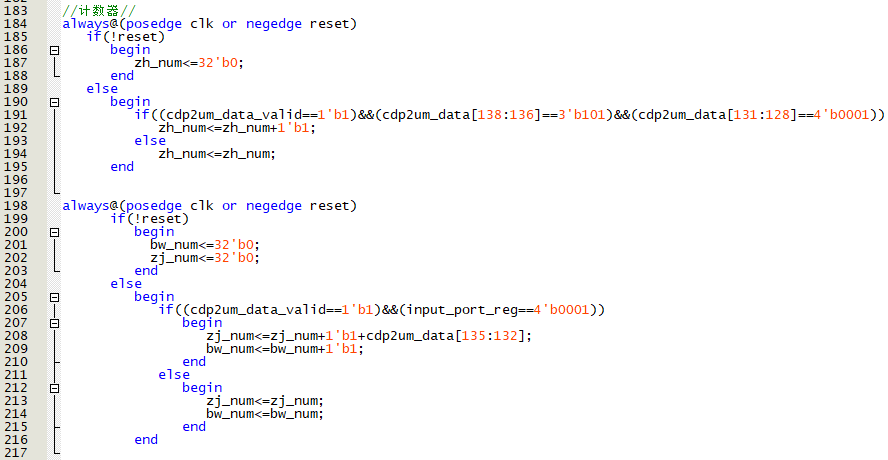 183 //计数器//
184 always@(posedge clk or negedge reset)
185 if(!reset)
186 begin
187 zh_num<=32'b0;
188 end
189 else
190 begin
191 if((cdp2um_data_valid==1'b1)&&(cdp2um_data[138:136]==3'b101)&&(cdp2um_data[131:128]==4'b0001))
192 zh_num<=zh_num+1'b1;
193 else
194 zh_num<=zh_num;
195 end
196
197
198 always@(posedge clk or negedge reset)
199 if(!reset)
200 begin
201 bw_num<=32'b0;
202 zj_num<=32'b0;
203 end
204 else
205 begin
206 if((cdp2um_data_valid==1'b1)&&(input_port_reg==4'b0001))
207 begin
208 zj_num<=zj_num+1'b1+cdp2um_data[135:132];
209 bw_num<=bw_num+1'b1;
210 end
211 else
212 begin
213 zj_num<=zj_num;
214 bw_num<=bw_num;
215 end
216 end
217